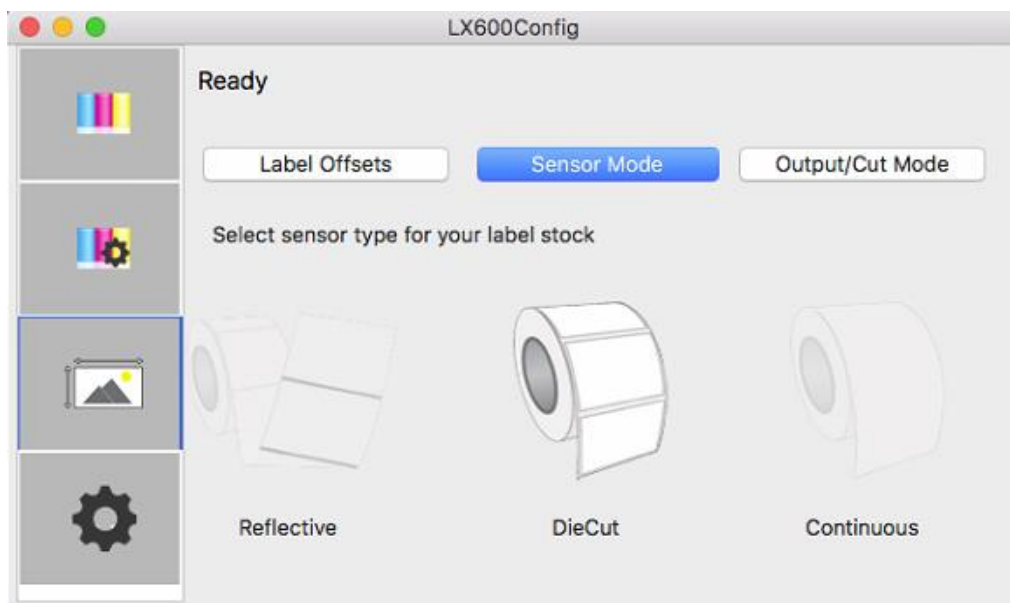 LX600Config
Ready
Label Offsets Sensor Mode Output/Cut Mode
Select sensor type for your label stock
Reflective DieCut Continuous